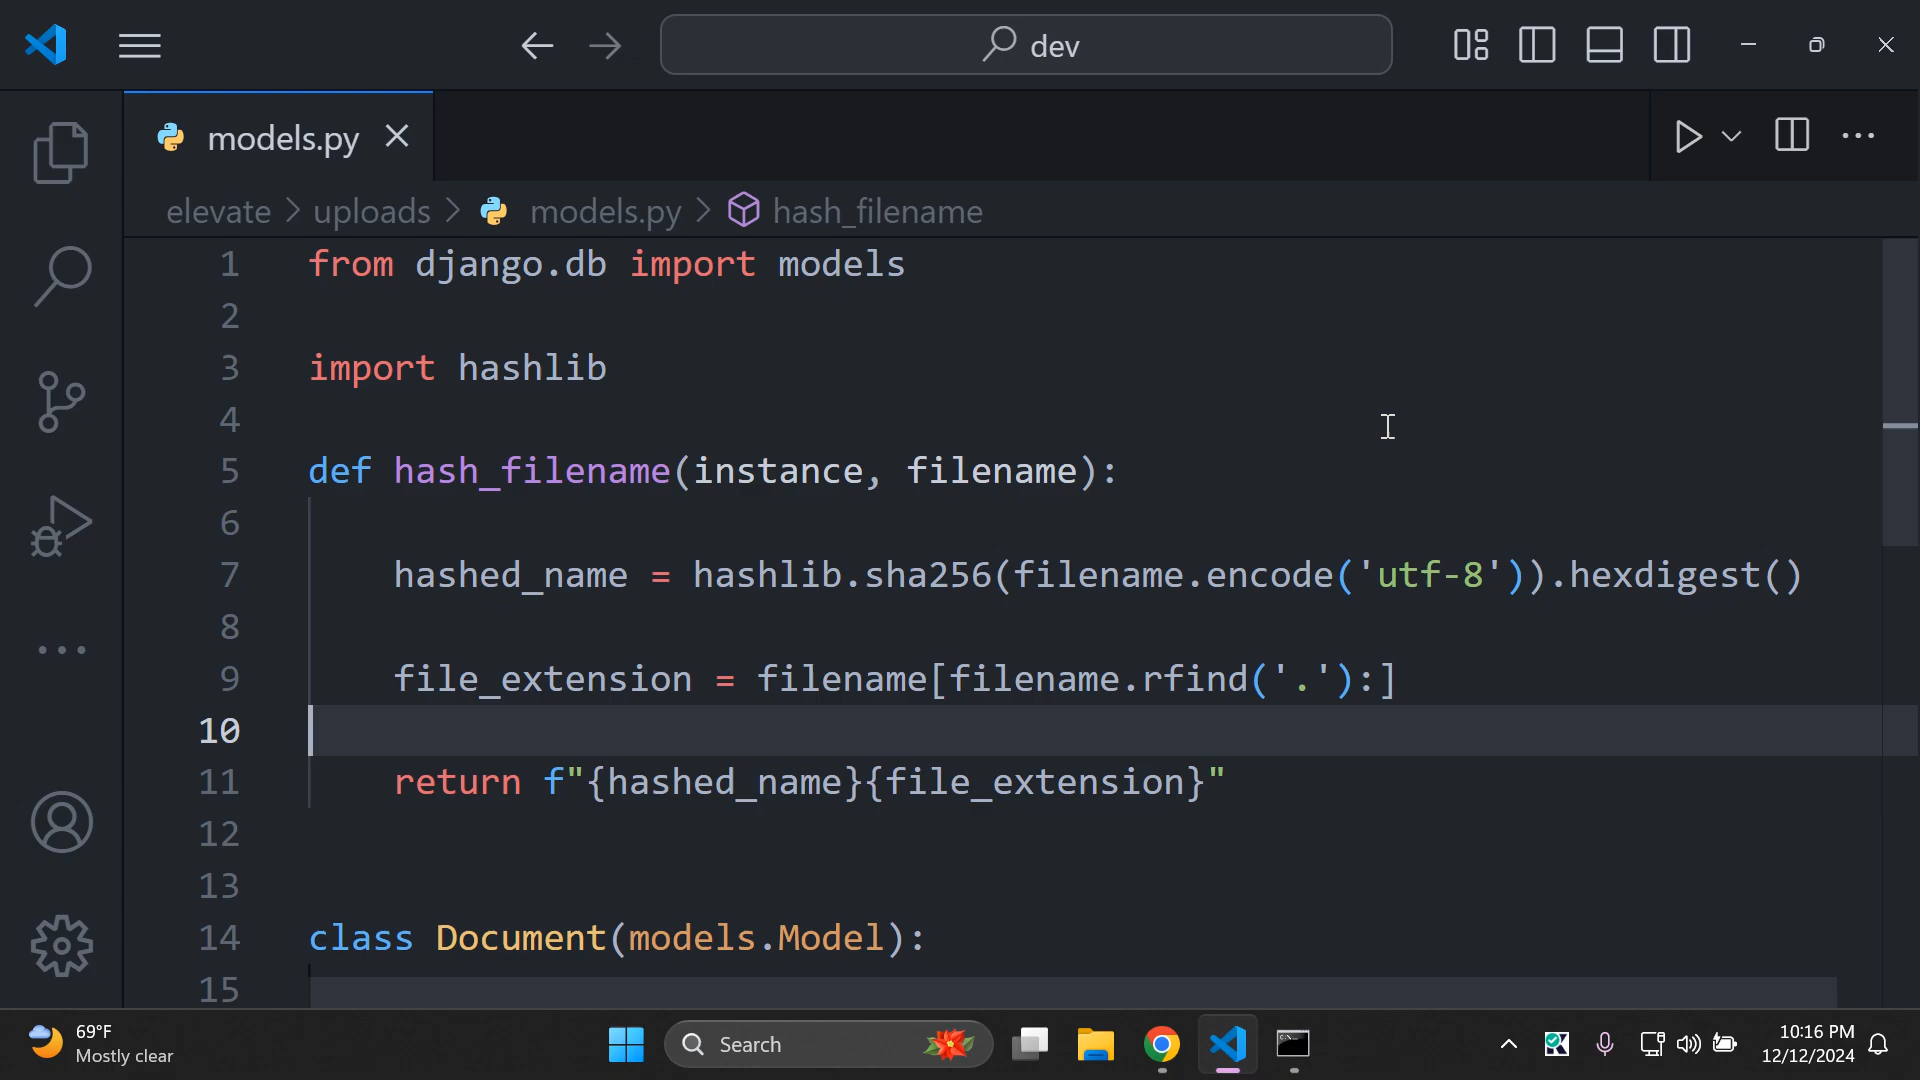 dev
models.py
elevate > uploads > models.py > hash_filename
1 from django.db import models
2
3 import hashlib
4
5 def hash_filename(instance, filename):
6
7     hashed_name = hashlib.sha256(filename.encode('utf-8')).hexdigest()
8
9     file_extension = filename[filename.rfind('.'):]
10
11     return f"{hashed_name}{file_extension}"
12
13
14 class Document(models.Model):
15
69°F
Mostly clear
Search
10:16 PM
12/12/2024